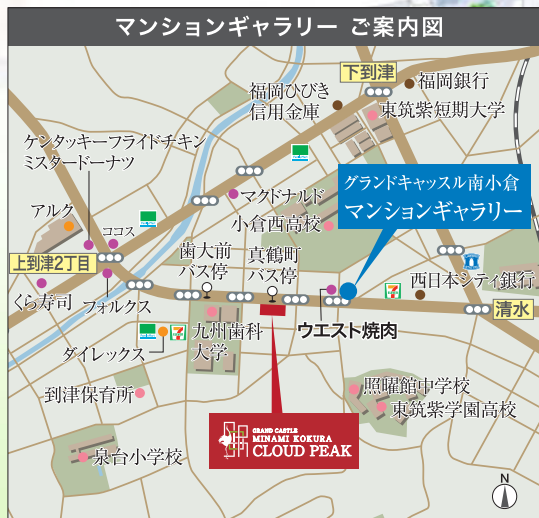 マンションギャラリー ご案内図
下到津
福岡銀行
福岡ひびき
信用金庫
東筑紫短期大学
ケンタッキーフライドチキン
ミスタードーナツ
マクドナルド
グランドキャッスル南小倉
マンションギャラリー
アルク
ココス
小倉西高校
歯大前
バス停
真鶴町
バス停
上到津2丁目
くら寿司
フォルクス
西日本シティ銀行
清水
ウエスト焼肉
九州歯科
大学
ダイレックス
到津保育所
照曜館中学校
東筑紫学園高校
GRAND CASTLE
MINAMI KOKURA
CLOUD PEAK
泉台小学校
N